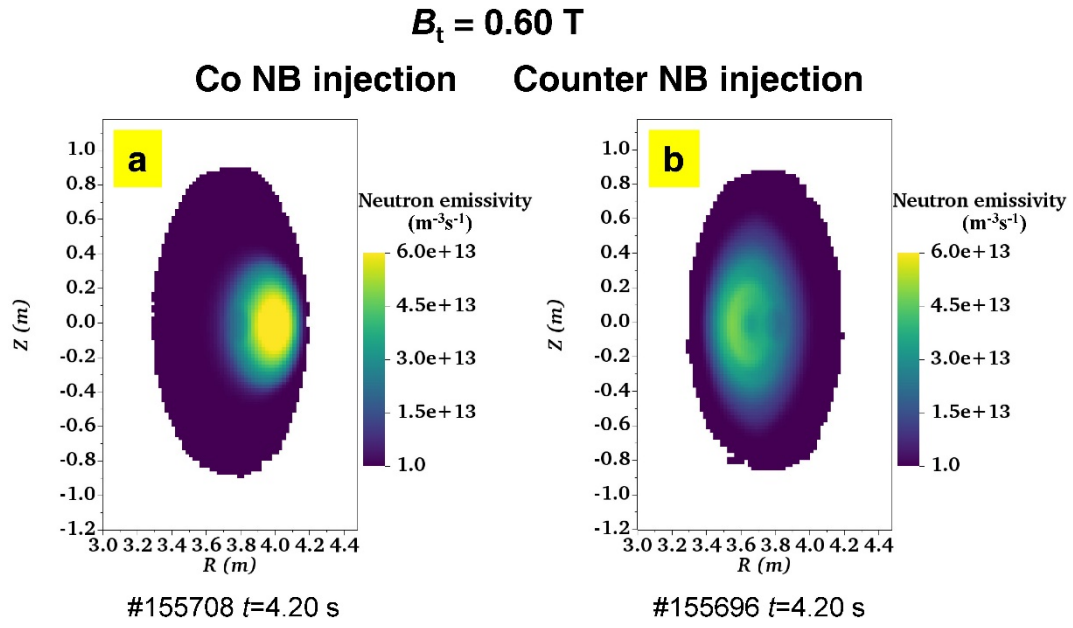 Bt = 0.60 T
Co NB injection Counter NB injection
a
1.0
0.8
0.6
0.4
0.2
0.0
-0.2
-0.4
-0.6
-0.8
-1.0
-1.2
Z (m)
3.0 3.2 3.4 3.6 3.8 4.0 4.2 4.4
R (m)
Neutron emissivity
(m⁻³s⁻¹)
6.0e+13
4.5e+13
3.0e+13
1.5e+13
1.0
#155708 t=4.20 s
b
1.0
0.8
0.6
0.4
0.2
0.0
-0.2
-0.4
-0.6
-0.8
-1.0
-1.2
Z (m)
3.0 3.2 3.4 3.6 3.8 4.0 4.2 4.4
R (m)
Neutron emissivity
(m⁻³s⁻¹)
6.0e+13
4.5e+13
3.0e+13
1.5e+13
1.0
#155696 t=4.20 s